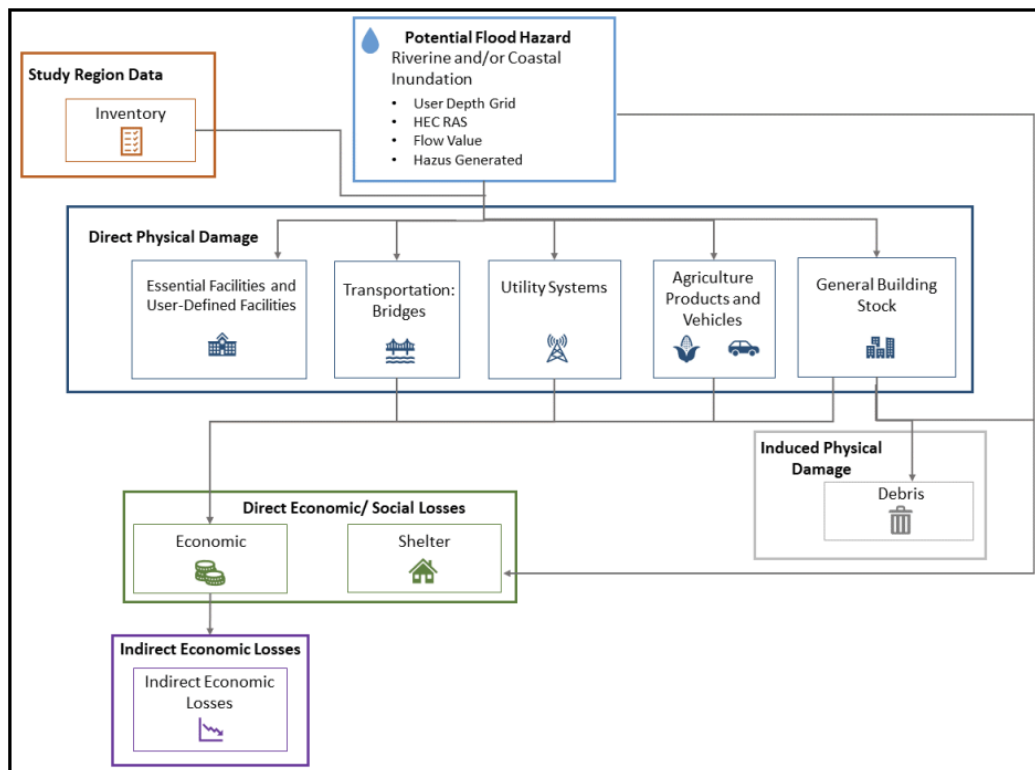 Potential Flood Hazard
Riverine and/or Coastal
Inundation
• User Depth Grid
• HEC RAS
• Flow Value
• Hazus Generated
Study Region Data
Inventory
Direct Physical Damage
Essential Facilities and
User-Defined Facilities
Transportation:
Bridges
Utility Systems
Agriculture
Products and
Vehicles
General Building
Stock
Induced Physical
Damage
Debris
Direct Economic/ Social Losses
Economic
Shelter
Indirect Economic Losses
Indirect Economic
Losses